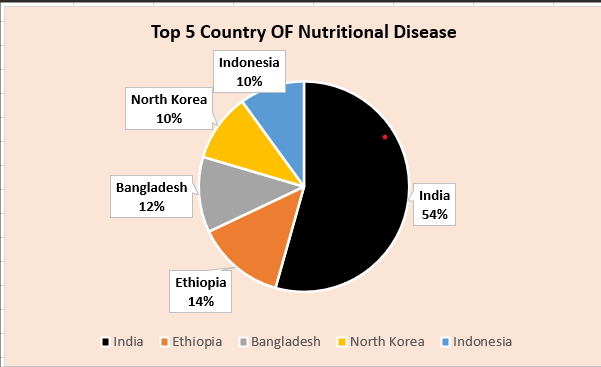 Top 5 Country OF Nutritional Disease
Indonesia
10%
North Korea
10%
Bangladesh
12%
India
54%
Ethiopia
14%
India Ethiopia Bangladesh North Korea Indonesia